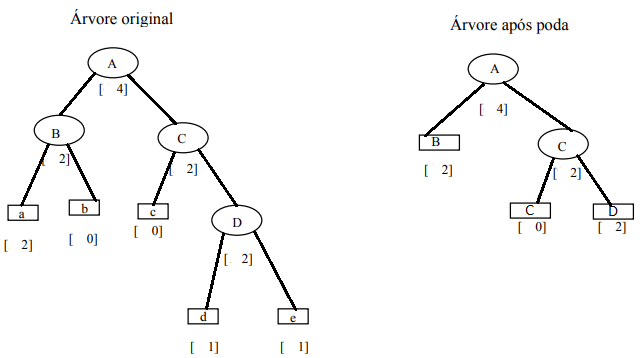 Árvore original
A
[ 4]
B
[ 2]
C
[ 2]
a
[ 2]
b
[ 0]
c
[ 0]
D
[ 2]
d
[ 1]
e
[ 1]
Árvore após poda
A
[ 4]
B
[ 2]
C
[ 2]
C
[ 0]
D
[ 2]